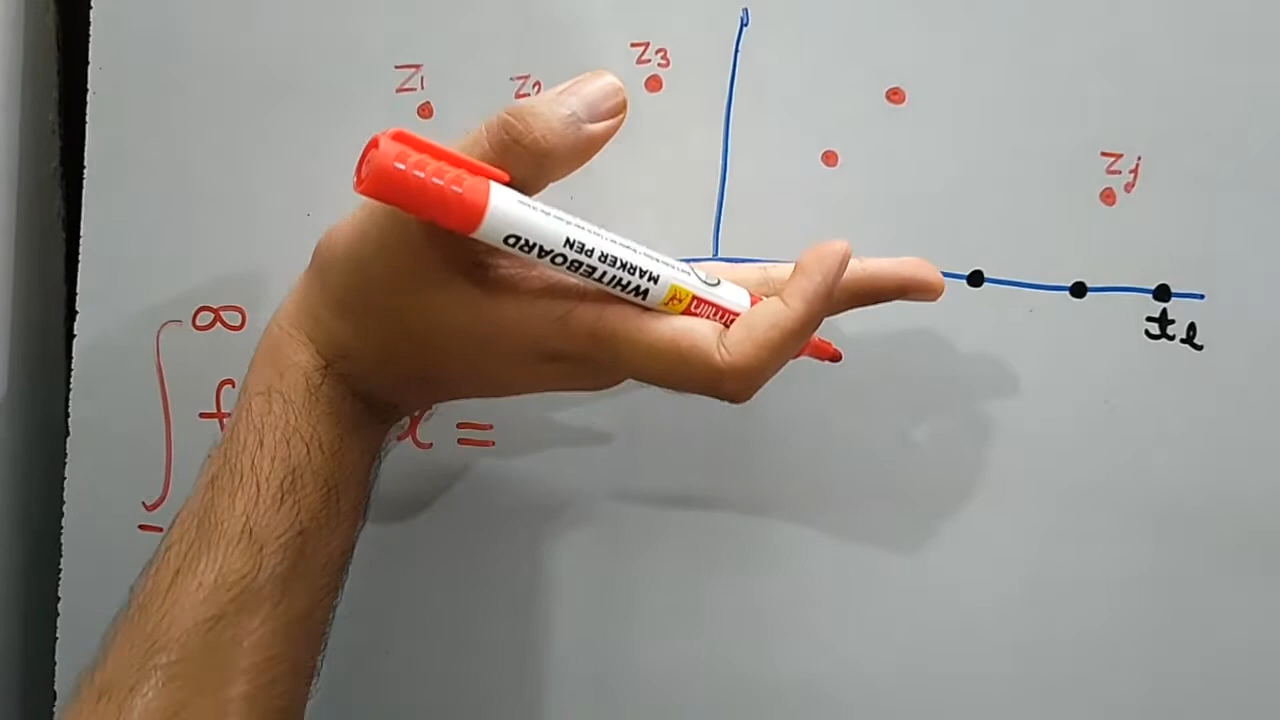 Z1 Z2 Z3
Zj
WHITEBOARD
MARKER PEN
tl
∞
∫ f x =
-